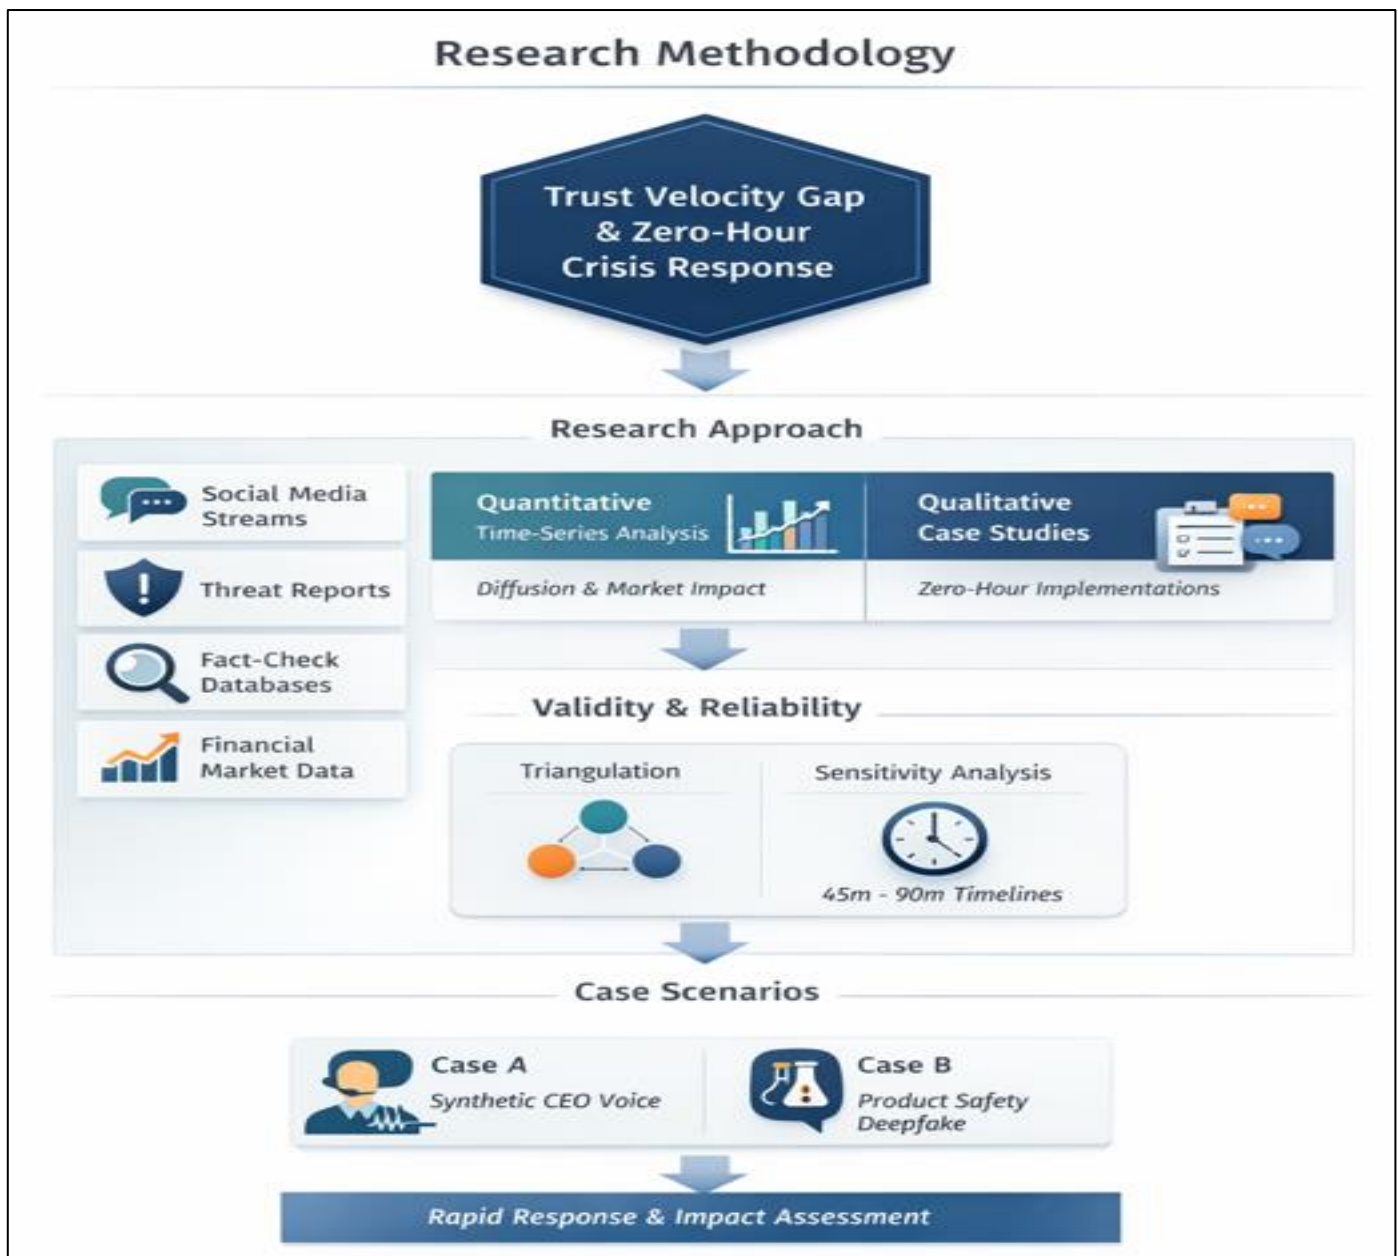 Research Methodology
Trust Velocity Gap
& Zero-Hour
Crisis Response
Research Approach
Social Media
Streams
Threat Reports
Fact-Check
Databases
Financial
Market Data
Quantitative
Time-Series Analysis
Diffusion & Market Impact
Qualitative
Case Studies
Zero-Hour Implementations
Validity & Reliability
Triangulation
Sensitivity Analysis
45m - 90m Timelines
Case Scenarios
Case A
Synthetic CEO Voice
Case B
Product Safety
Deepfake
Rapid Response & Impact Assessment